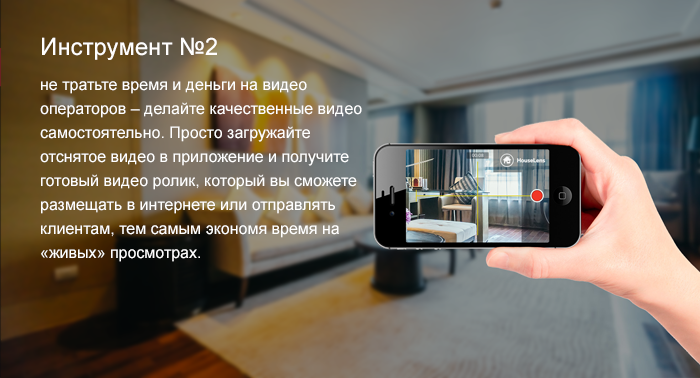 Инструмент №2
не тратьте время и деньги на видео
операторов – делайте качественные видео
самостоятельно. Просто загружайте
отснятое видео в приложение и получите
готовый видео ролик, который вы сможете
размещать в интернете или отправлять
клиентам, тем самым экономя время на
«живых» просмотрах.
HouseLens